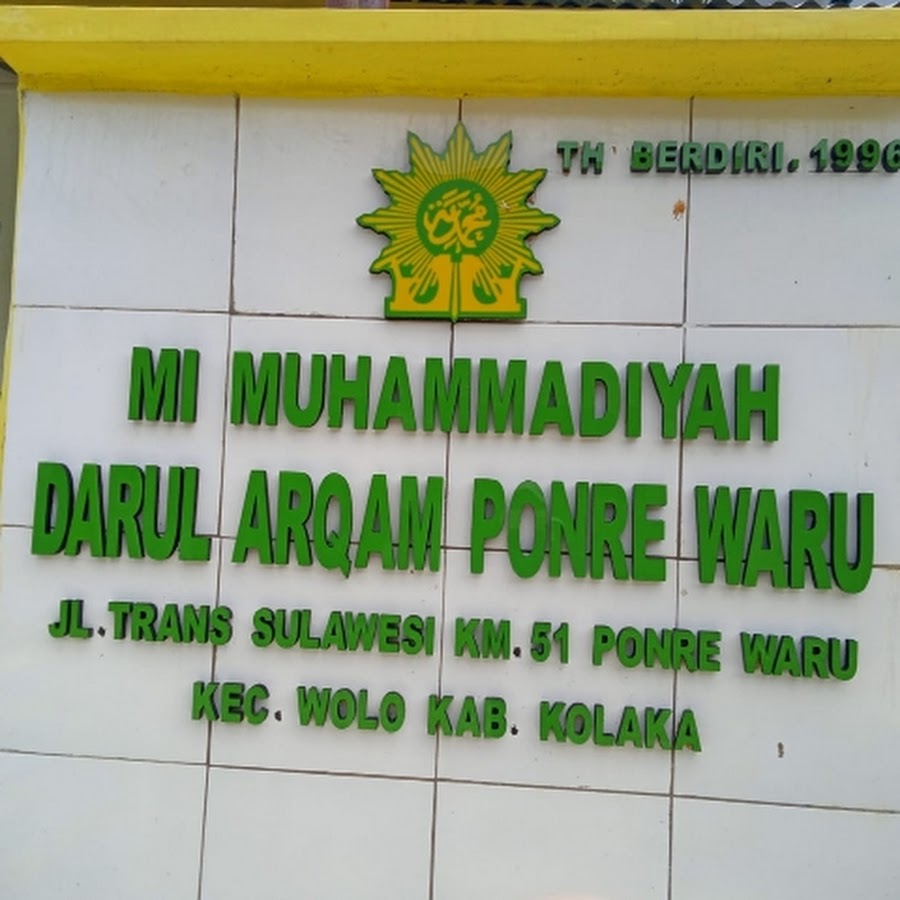 محمدية
TH BERDIRI. 1996
MI MUHAMMADIYAH
DARUL ARQAM PONRE WARU
JL.TRANS SULAWESI KM.51 PONRE WARU
KEC. WOLO KAB. KOLAKA